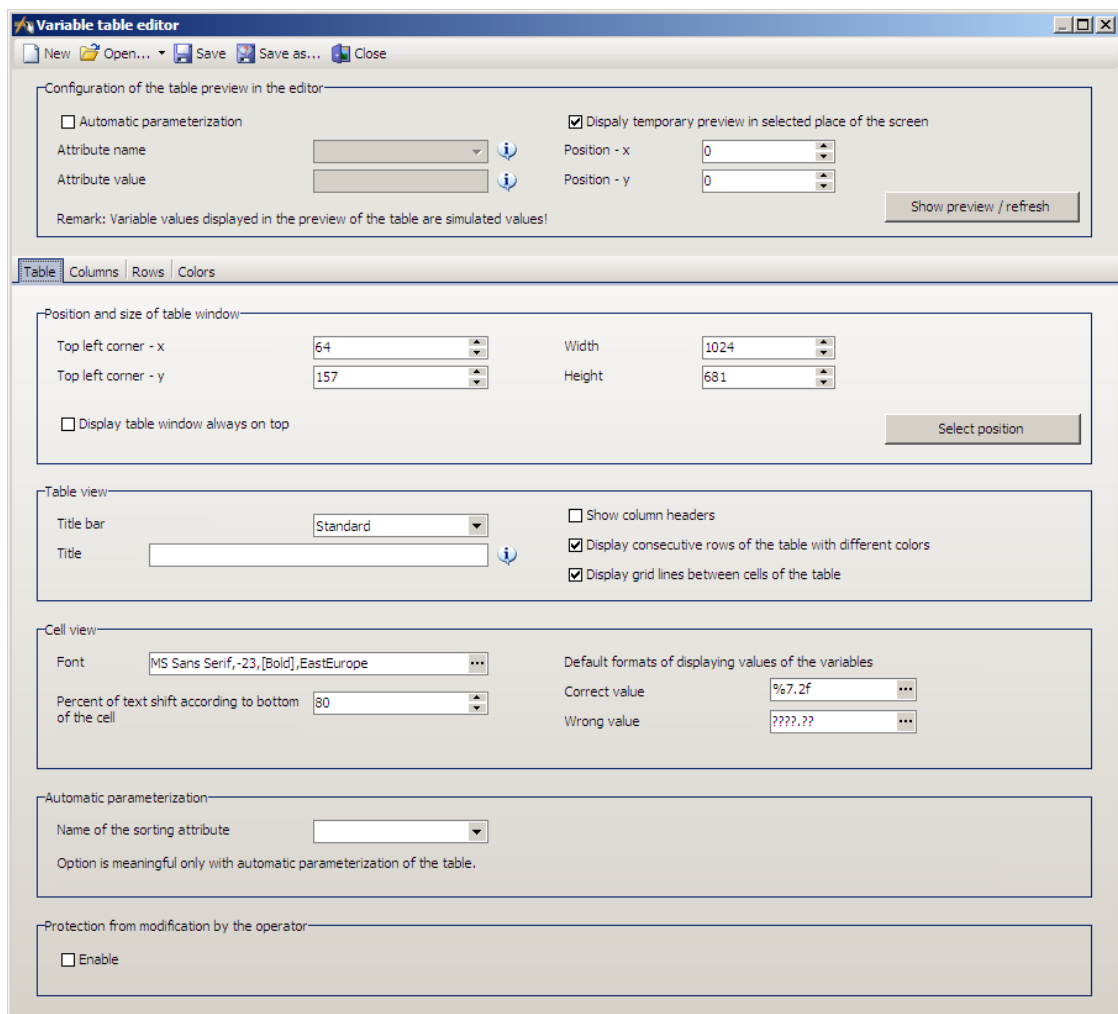 Variable table editor
New Open... Save Save as... Close
Configuration of the table preview in the editor
Automatic parameterization
Dispaly temporary preview in selected place of the screen
Attribute name
Position - x 0
Attribute value
Position - y 0
Remark: Variable values displayed in the preview of the table are simulated values!
Show preview / refresh
Table Columns Rows Colors
Position and size of table window
Top left corner - x 64
Width 1024
Top left corner - y 157
Height 681
Display table window always on top
Select position
Table view
Title bar Standard
Show column headers
Title
Display consecutive rows of the table with different colors
Display grid lines between cells of the table
Cell view
Font MS Sans Serif,-23,[Bold],EastEurope ...
Default formats of displaying values of the variables
Percent of text shift according to bottom
of the cell
80
Correct value %7.2f ...
Wrong value ????.?? ...
Automatic parameterization
Name of the sorting attribute
Option is meaningful only with automatic parameterization of the table.
Protection from modification by the operator
Enable